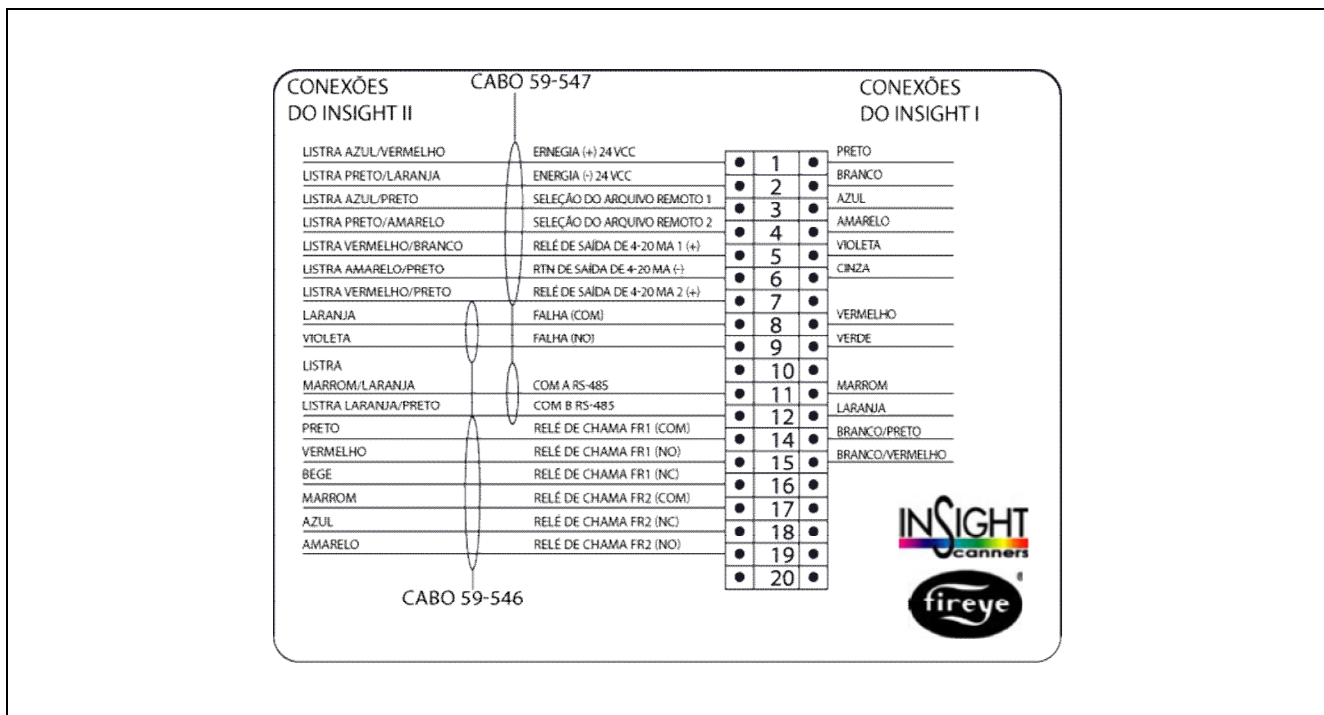 CONEXÕES
DO INSIGHT II
CABO 59-547
CONEXÕES
DO INSIGHT I
LISTRA AZUL/VERMELHO ERNEGIA (+) 24 VCC 1 PRETO
LISTRA PRETO/LARANJA ENERGIA (-) 24 VCC 2 BRANCO
LISTRA AZUL/PRETO SELEÇÃO DO ARQUIVO REMOTO 1 3 AZUL
LISTRA PRETO/AMARELO SELEÇÃO DO ARQUIVO REMOTO 2 4 AMARELO
LISTRA VERMELHO/BRANCO RELÉ DE SAÍDA DE 4-20 MA 1 (+) 5 VIOLETA
LISTRA AMARELO/PRETO RTN DE SAÍDA DE 4-20 MA (-) 6 CINZA
LISTRA VERMELHO/PRETO RELÉ DE SAÍDA DE 4-20 MA 2 (+) 7
LARANJA FALHA (COM) 8 VERMELHO
VIOLETA FALHA (NO) 9 VERDE
LISTRA 10
MARROM/LARANJA COM A RS-485 11 MARROM
LISTRA LARANJA/PRETO COM B RS-485 12 LARANJA
PRETO RELÉ DE CHAMA FR1 (COM) 14 BRANCO/PRETO
VERMELHO RELÉ DE CHAMA FR1 (NO) 15 BRANCO/VERMELHO
BEGE RELÉ DE CHAMA FR1 (NC) 16
MARROM RELÉ DE CHAMA FR2 (COM) 17
AZUL RELÉ DE CHAMA FR2 (NC) 18
AMARELO RELÉ DE CHAMA FR2 (NO) 19
20
CABO 59-546
INSIGHT
Scanners
fireye